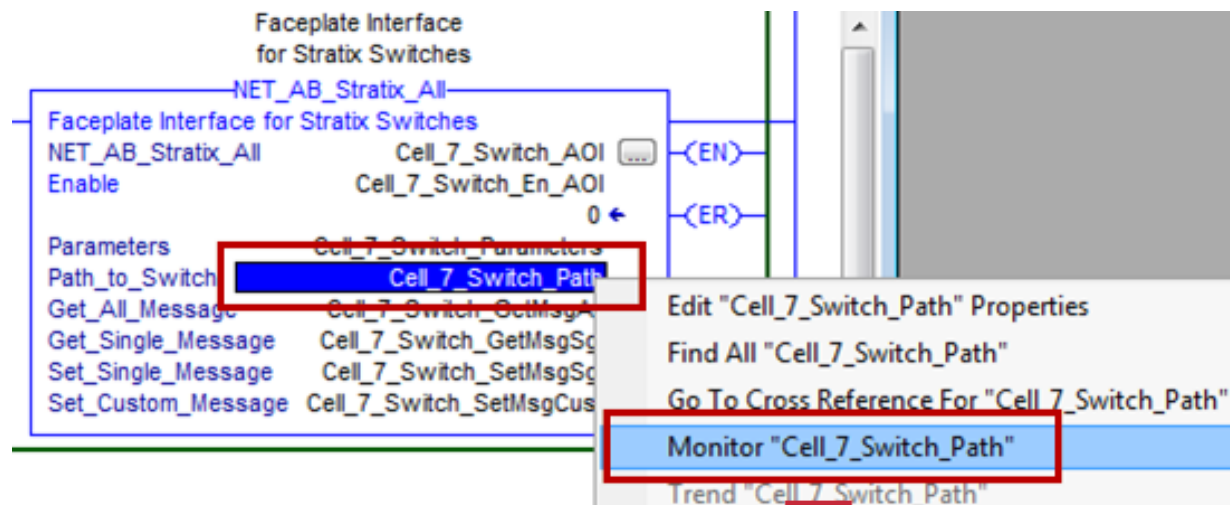 Faceplate Interface
for Stratix Switches
NET_AB_Stratix_All
Faceplate Interface for Stratix Switches
NET_AB_Stratix_All Cell_7_Switch_AOI ... (EN)
Enable Cell_7_Switch_En_AOI
0 (ER)
Parameters Cell_7_Switch_Parameters
Path_to_Switch Cell_7_Switch_Path
Get_All_Message Cell_7_Switch_GetMsgA
Get_Single_Message Cell_7_Switch_GetMsgSg
Set_Single_Message Cell_7_Switch_SetMsgSg
Set_Custom_Message Cell_7_Switch_SetMsgCus
Edit "Cell_7_Switch_Path" Properties
Find All "Cell_7_Switch_Path"
Go To Cross Reference For "Cell_7_Switch_Path"
Monitor "Cell_7_Switch_Path"
Trend "Cell_7_Switch_Path"